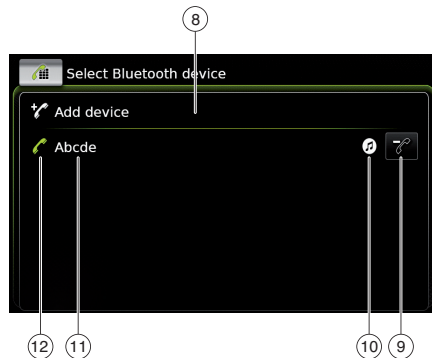 8
Select Bluetooth device
Add device
Abcde
12 11 10 9